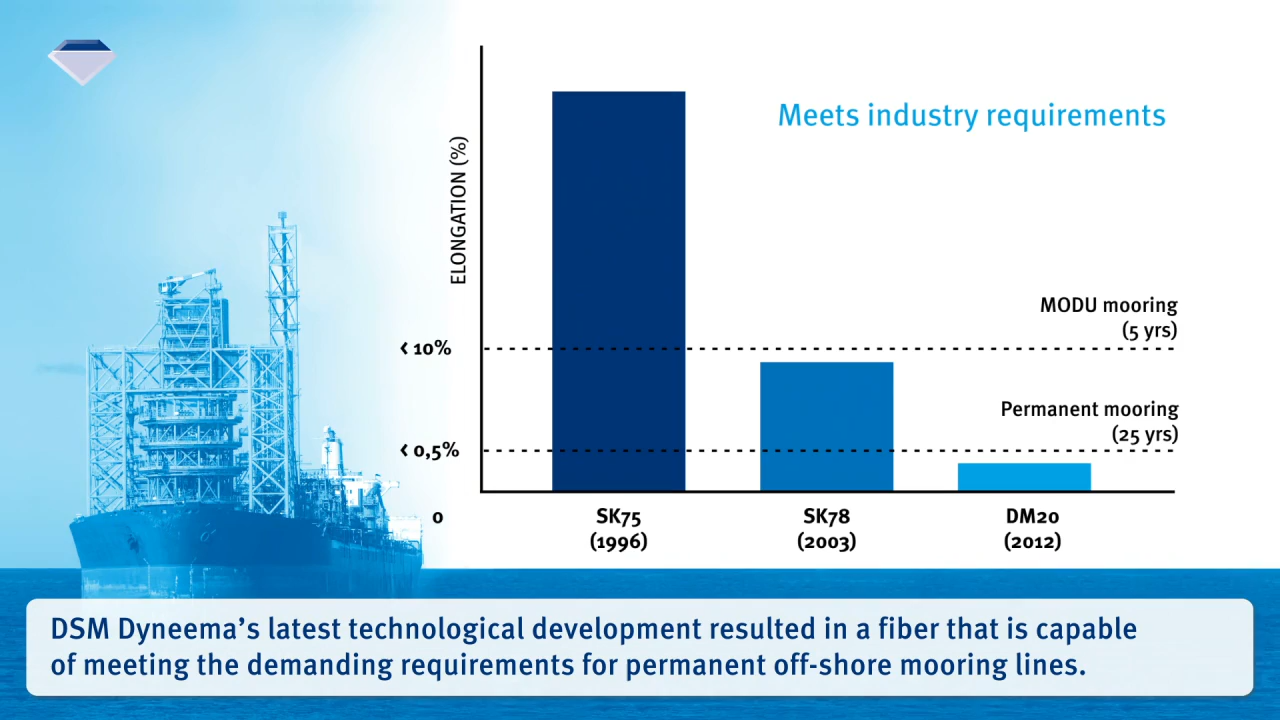 Meets industry requirements
ELONGATION (%)
MODU mooring
(5 yrs)
< 10%
Permanent mooring
(25 yrs)
< 0,5%
0
SK75
(1996)
SK78
(2003)
DM20
(2012)
DSM Dyneema’s latest technological development resulted in a fiber that is capable
of meeting the demanding requirements for permanent off-shore mooring lines.